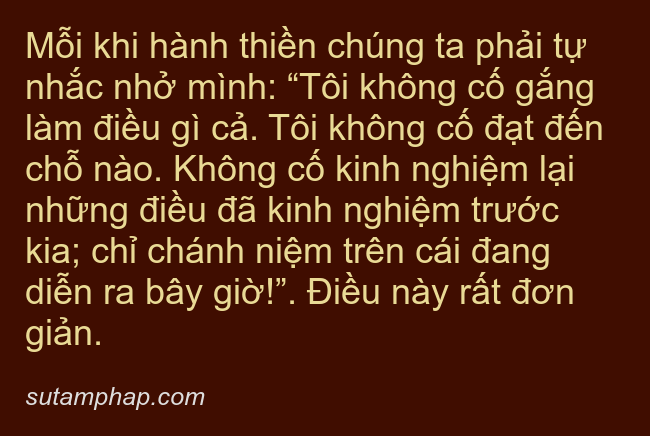 Mỗi khi hành thiền chúng ta phải tự
nhắc nhở mình: “Tôi không cố gắng
làm điều gì cả. Tôi không cố đạt đến
chỗ nào. Không cố kinh nghiệm lại
những điều đã kinh nghiệm trước
kia; chỉ chánh niệm trên cái đang
diễn ra bây giờ!”. Điều này rất đơn
giản.
sutamphap.com